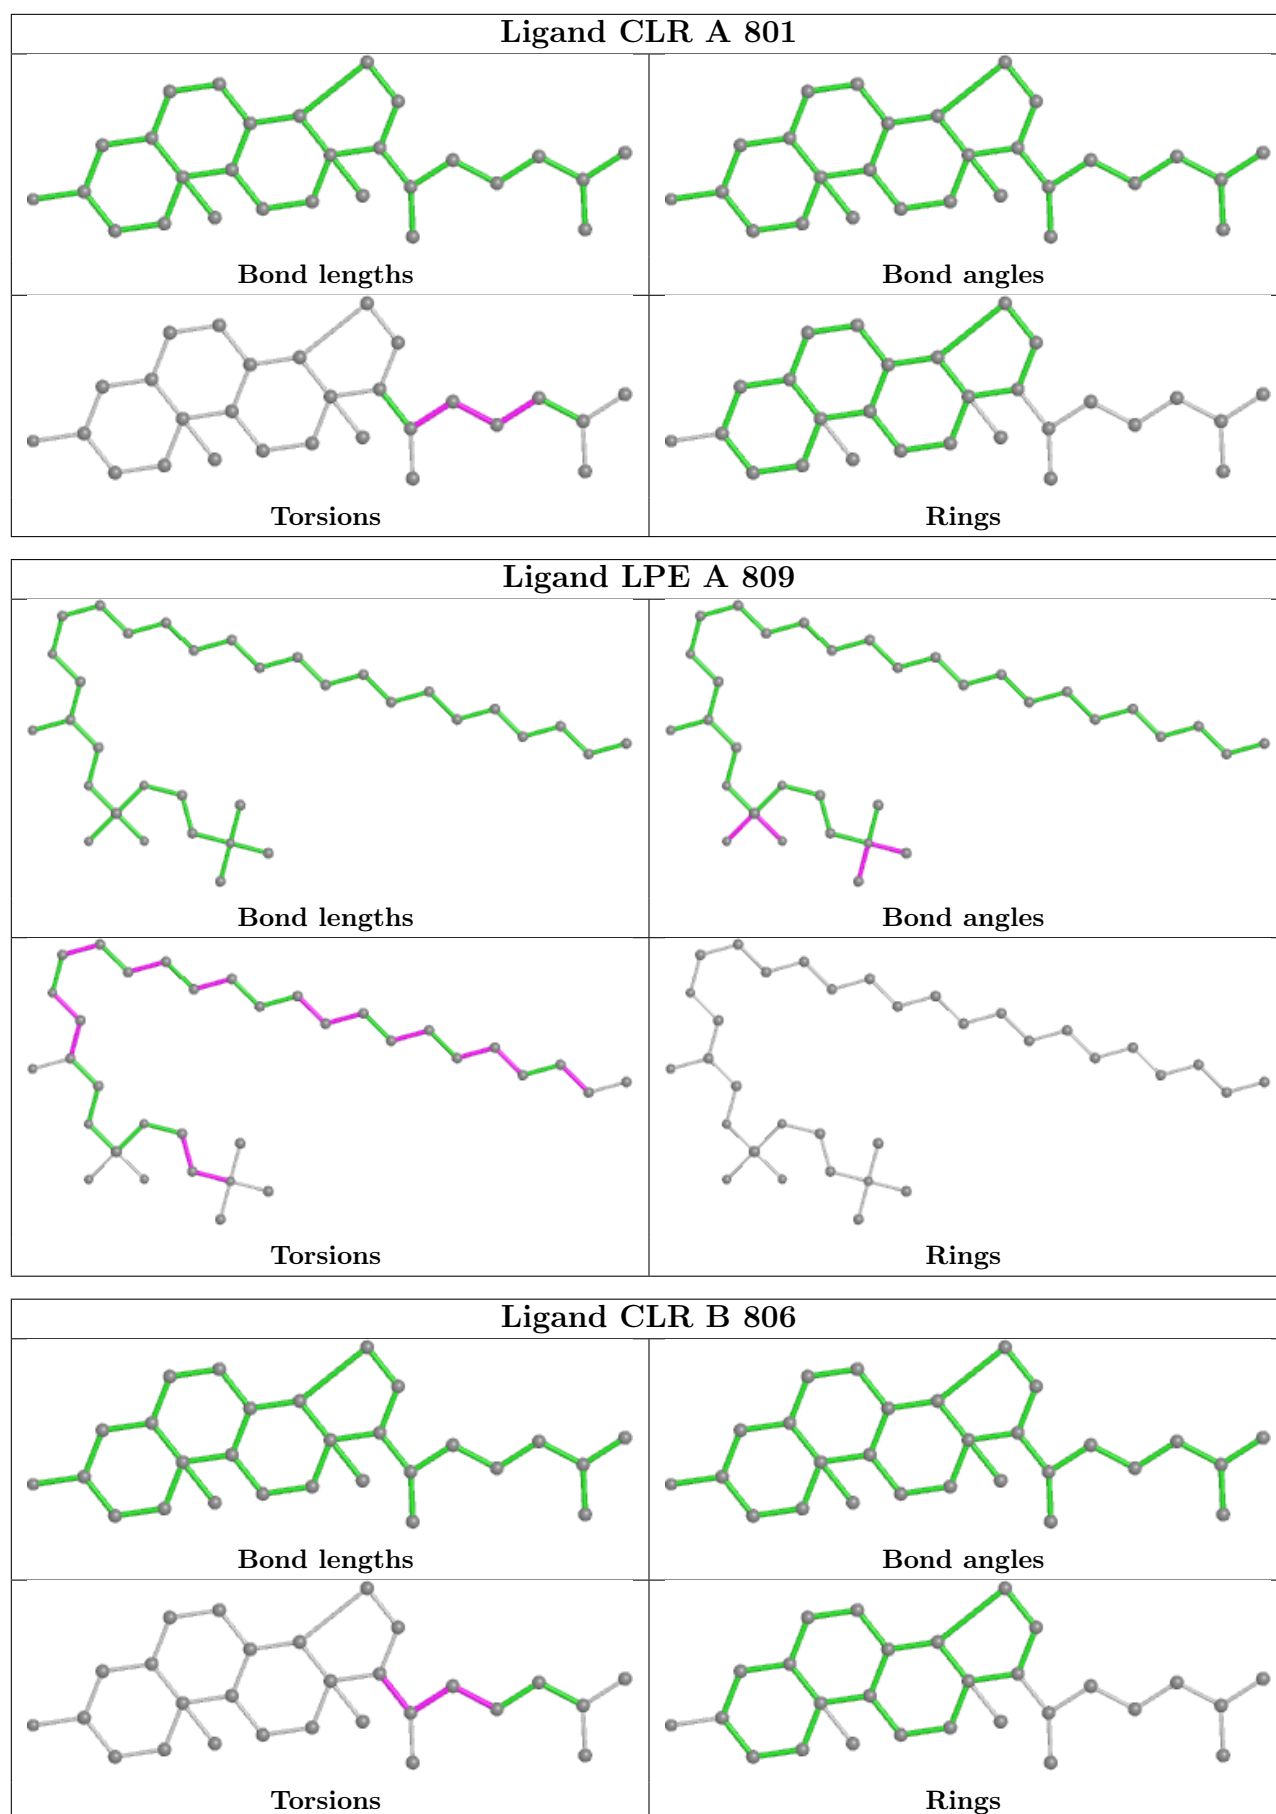 Ligand CLR A 801
Bond lengths
Bond angles
Torsions
Rings
Ligand LPE A 809
Bond lengths
Bond angles
Torsions
Rings
Ligand CLR B 806
Bond lengths
Bond angles
Torsions
Rings